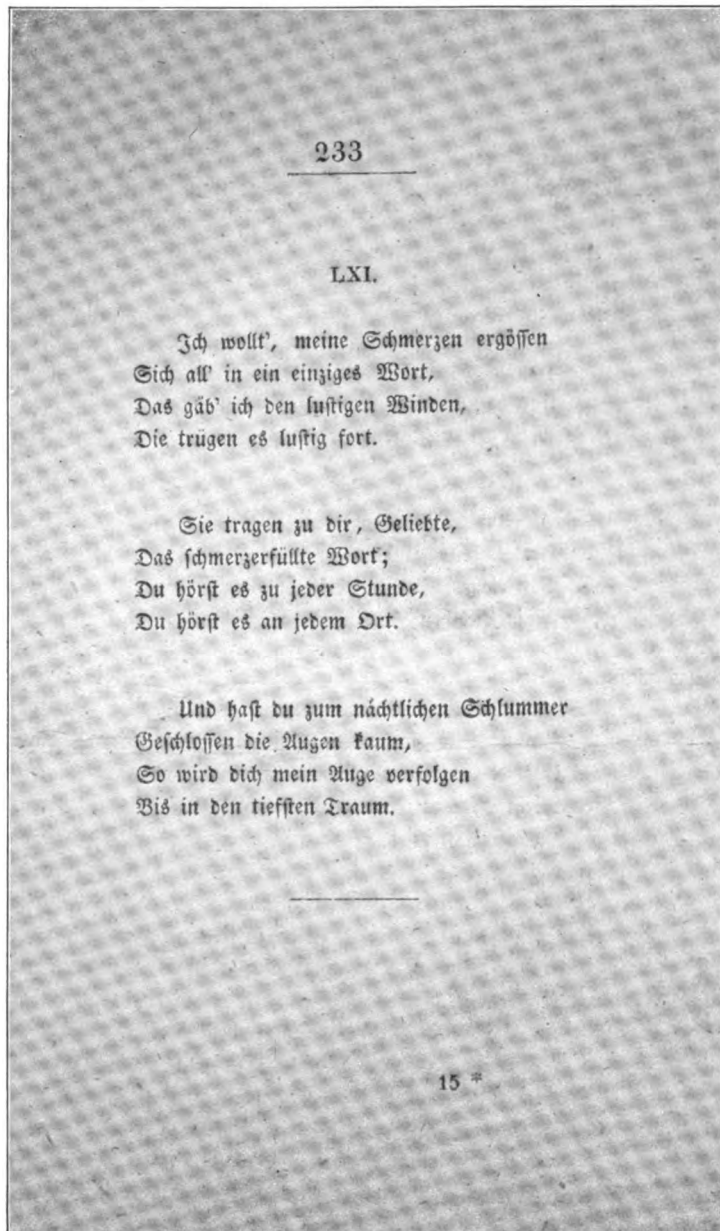 233
LXI.
Ich wollt', meine Schmerzen ergössen
Sich all' in ein einziges Wort,
Das gäb' ich den lustigen Winden,
Die trügen es lustig fort.
Sie tragen zu dir, Geliebte,
Das schmerzerfüllte Wort;
Du hörst es zu jeder Stunde,
Du hörst es an jedem Ort.
Und hast du zum nächtlichen Schlummer
Geschlossen die Augen kaum,
So wird dich mein Auge verfolgen
Bis in den tiefsten Traum.
15 *